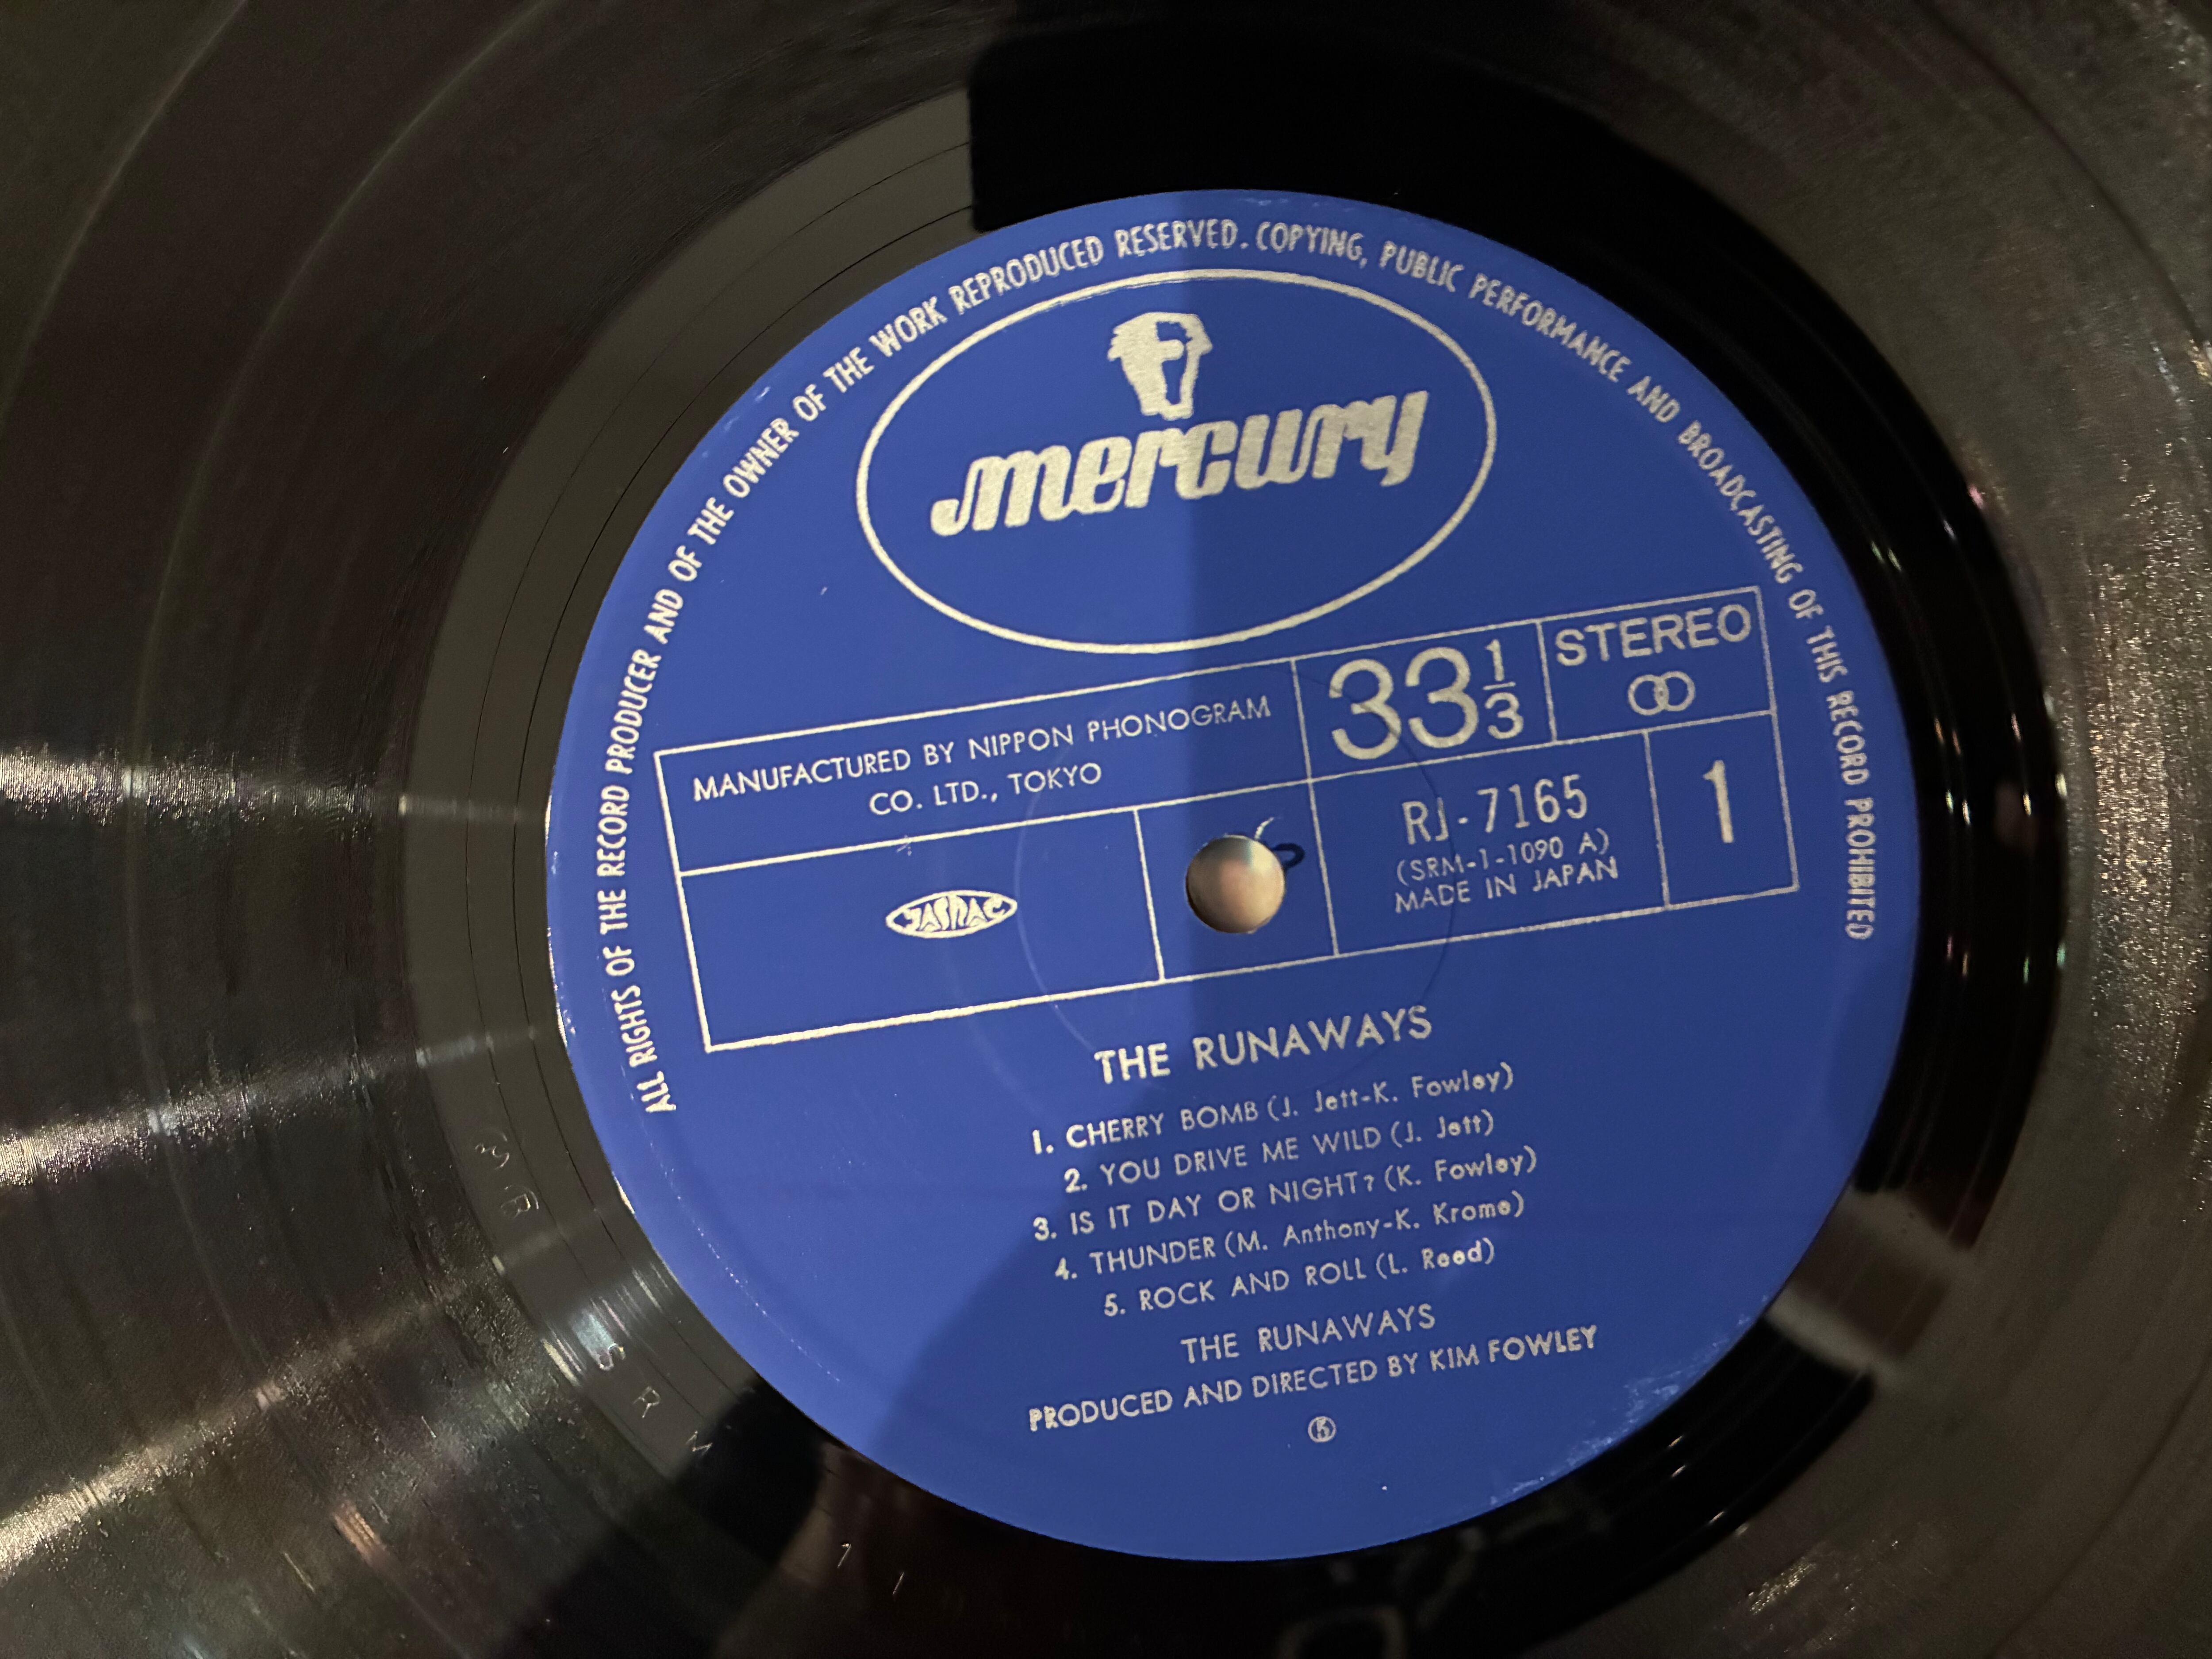 ALL RIGHTS OF THE RECORD PRODUCER AND OF THE OWNER OF THE WORK REPRODUCED RESERVED. COPYING, PUBLIC PERFORMANCE AND BROADCASTING OF THIS RECORD PROHIBITED
mercury
MANUFACTURED BY NIPPON PHONOGRAM
CO. LTD., TOKYO
33 1/3
STEREO
JASRAC
RJ-7165
(SRM-1-1090 A)
MADE IN JAPAN
1
THE RUNAWAYS
1. CHERRY BOMB (J. Jett-K. Fowley)
2. YOU DRIVE ME WILD (J. Jett)
3. IS IT DAY OR NIGHT? (K. Fowley)
4. THUNDER (M. Anthony-K. Krome)
5. ROCK AND ROLL (L. Reed)
THE RUNAWAYS
PRODUCED AND DIRECTED BY KIM FOWLEY
S R M